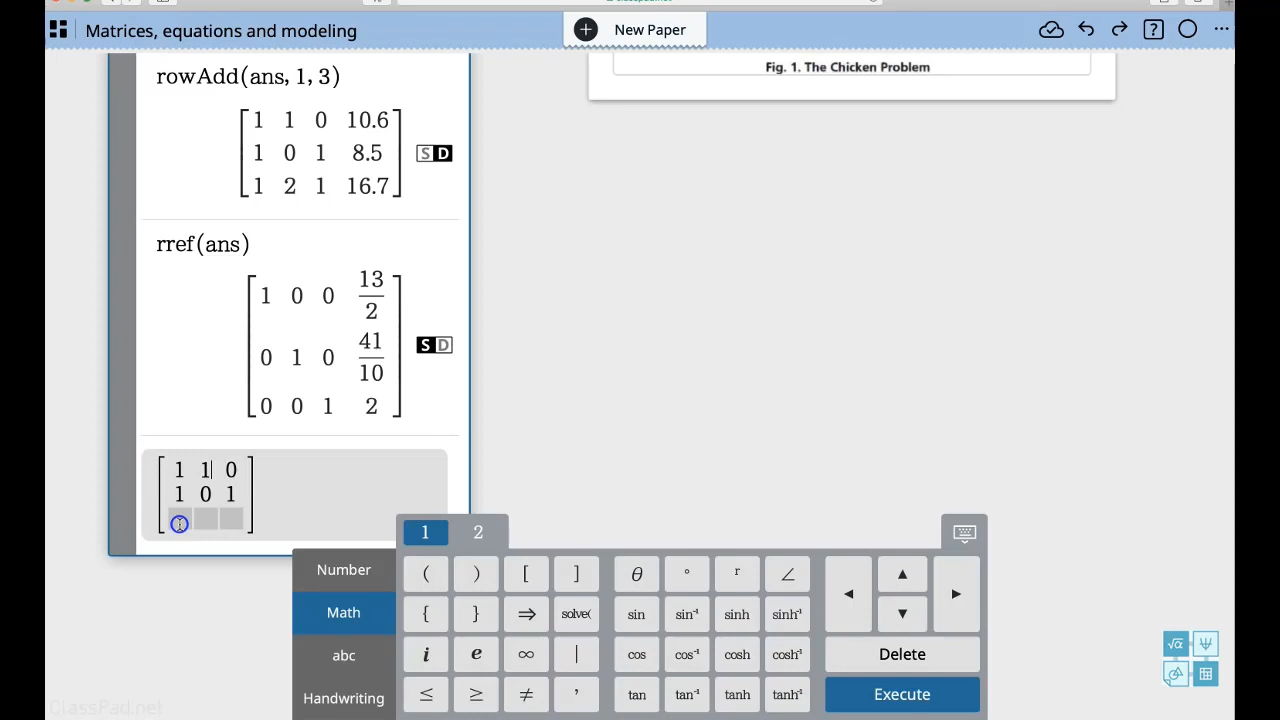 Matrices, equations and modeling
New Paper
?
...
rowAdd(ans, 1, 3)
1 1 0 10.6
1 0 1 8.5
1 2 1 16.7
S D
Fig. 1. The Chicken Problem
rref(ans)
1 0 0 13/2
0 1 0 41/10
0 0 1 2
S D
1 1 0
1 0 1
1 2
Number
Math
abc
Handwriting
( ) [ ] θ ° r ∠
{ } ⇒ solve( sin sin⁻¹ sinh sinh⁻¹
i e ∞ | cos cos⁻¹ cosh cosh⁻¹
≤ ≥ ≠ ’ tan tan⁻¹ tanh tanh⁻¹
◄ ▲ ▼ ►
Delete
Execute
ClassPad.net